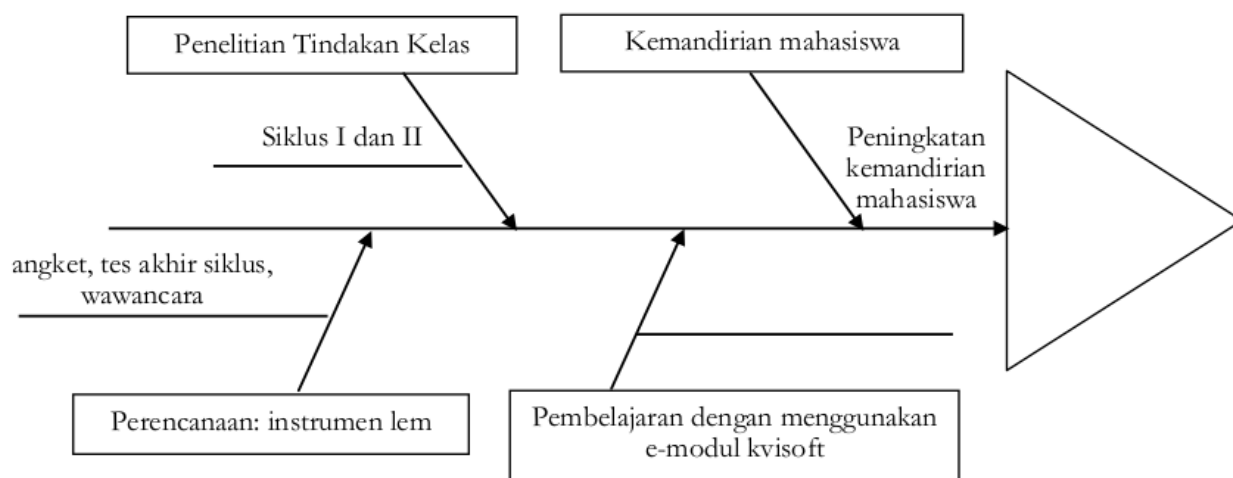 Penelitian Tindakan Kelas
Kemandirian mahasiswa
Siklus I dan II
Peningkatan
kemandirian
mahasiswa
angket, tes akhir siklus,
wawancara
Perencanaan: instrumen lem
Pembelajaran dengan menggunakan
e-modul kvisoft